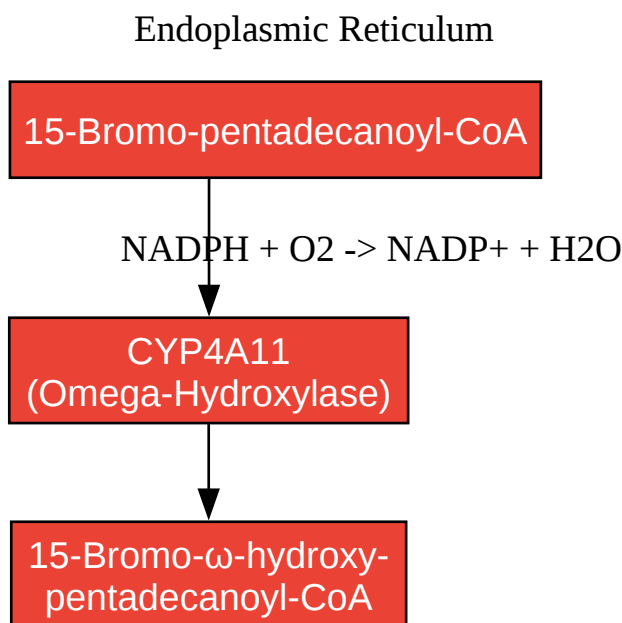 Endoplasmic Reticulum
15-Bromo-pentadecanoyl-CoA
NADPH + O2 -> NADP+ + H2O
CYP4A11
(Omega-Hydroxylase)
15-Bromo-ω-hydroxy-
pentadecanoyl-CoA